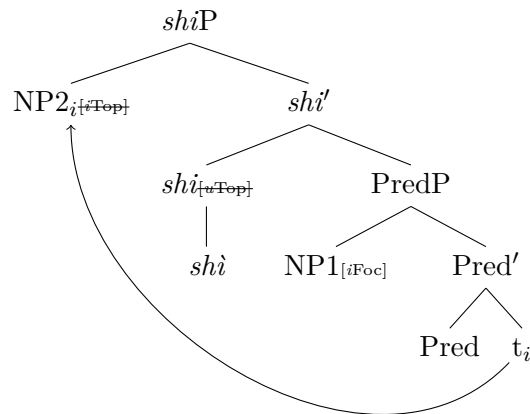 shiP
NP2i[iTop] shi′
shi[uTop] PredP
shì NP1[iFoc] Pred′
Pred ti